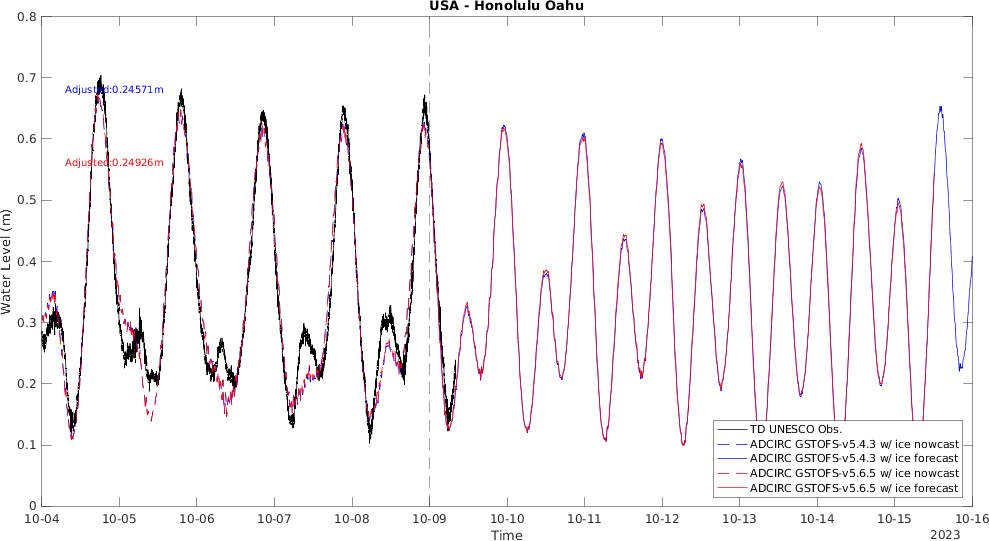 USA - Honolulu Oahu
0.8
0.7
0.6
0.5
0.4
0.3
0.2
0.1
0
Water Level (m)
Adjusted:0.24571m
Adjusted:0.24926m
TD UNESCO Obs.
ADCIRC GSTOFS-v5.4.3 w/ ice nowcast
ADCIRC GSTOFS-v5.4.3 w/ ice forecast
ADCIRC GSTOFS-v5.6.5 w/ ice nowcast
ADCIRC GSTOFS-v5.6.5 w/ ice forecast
10-04 10-05 10-06 10-07 10-08 10-09 10-10 10-11 10-12 10-13 10-14 10-15 10-16
Time
2023